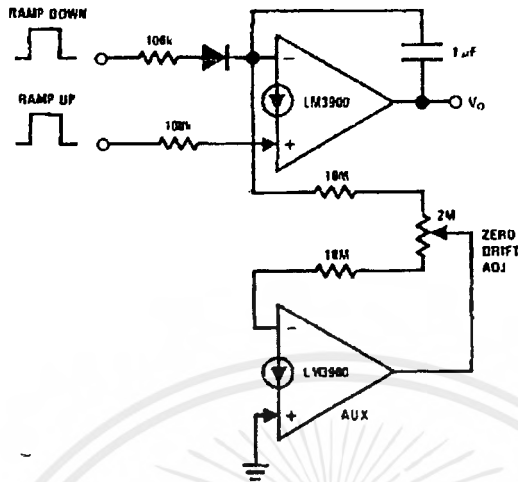 RAMP DOWN
100k
1 µF
LM3900
Vo
RAMP UP
100k
10M
2M
ZERO
DRIFT
ADJ
10M
LM3900
AUX